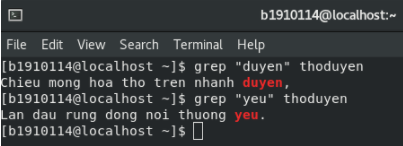 b1910114@localhost:~
File Edit View Search Terminal Help
[b1910114@localhost ~]$ grep "duyen" thoduyen
Chieu mong hoa tho tren nhanh duyen,
[b1910114@localhost ~]$ grep "yeu" thoduyen
Lan dau rung dong noi thuong yeu.
[b1910114@localhost ~]$